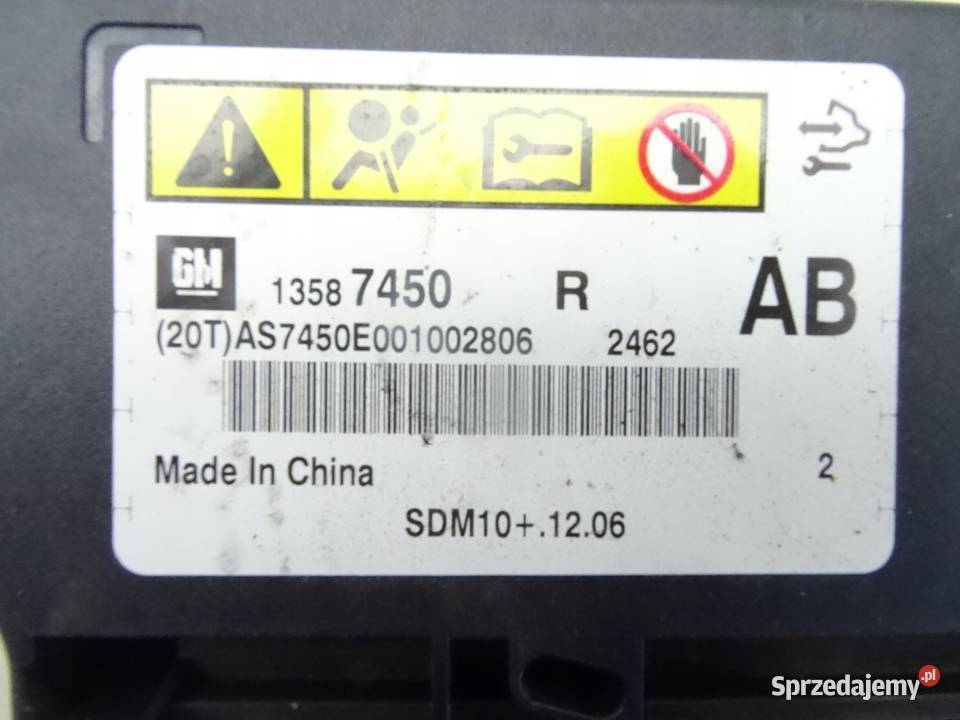 GM 1358 7450 R AB
(20T)AS7450E001002806 2462
Made In China 2
SDM10+.12.06
Sprzedajemy.pl